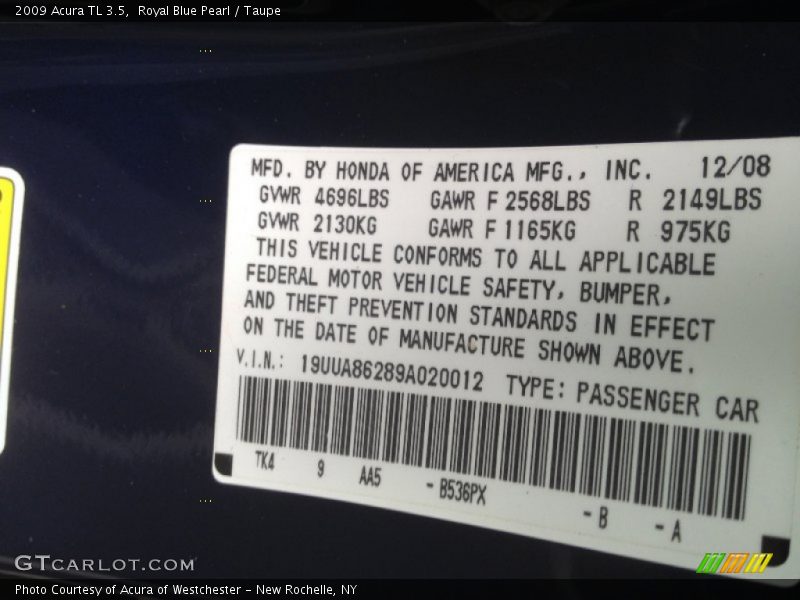 2009 Acura TL 3.5,  Royal Blue Pearl / Taupe
MFD. BY HONDA OF AMERICA MFG., INC. 12/08
GVWR 4696LBS GAWR F 2568LBS R 2149LBS
GVWR 2130KG GAWR F 1165KG R 975KG
THIS VEHICLE CONFORMS TO ALL APPLICABLE
FEDERAL MOTOR VEHICLE SAFETY, BUMPER,
AND THEFT PREVENTION STANDARDS IN EFFECT
ON THE DATE OF MANUFACTURE SHOWN ABOVE.
V.I.N.: 19UUA86289A020012 TYPE: PASSENGER CAR
TK4 9 AA5 - B536PX - B - A
GTCARLOT.COM
Photo Courtesy of Acura of Westchester – New Rochelle, NY